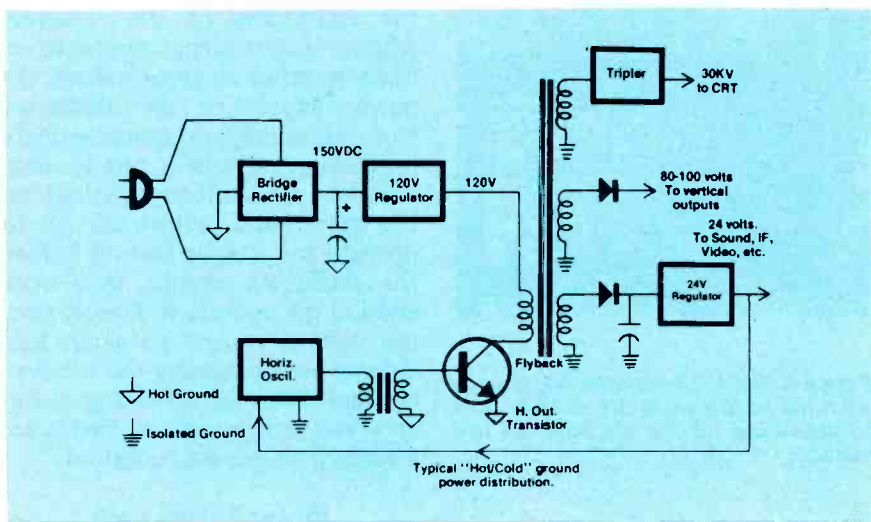 Tripler
30KV
to CRT
150VDC
Bridge
Rectifier
+
120V
Regulator
120V
80-100 volts
To vertical
outputs
24 volts.
To Sound, IF,
Video, etc.
24V
Regulator
Flyback
Horiz.
Oscil.
H. Out.
Transistor
Hot Ground
Isolated Ground
Typical "Hot/Cold" ground
power distribution.